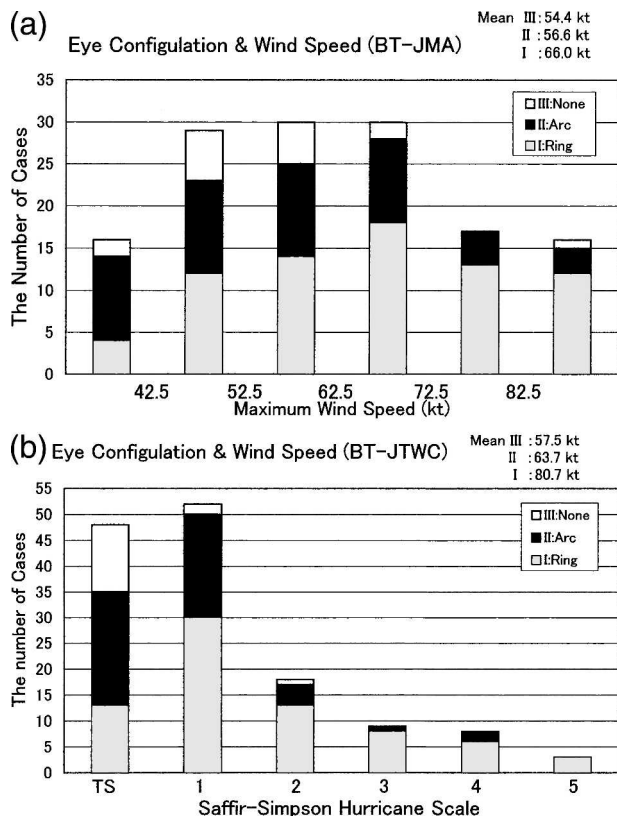 (a)
Mean III : 54.4 kt
II : 56.6 kt
I : 66.0 kt
Eye Configulation & Wind Speed (BT-JMA)
35
30
25
20
15
10
5
0
The Number of Cases
III:None
II:Arc
I:Ring
42.5 52.5 62.5 72.5 82.5
Maximum Wind Speed (kt)
(b)
Mean III : 57.5 kt
II : 63.7 kt
I : 80.7 kt
Eye Configulation & Wind Speed (BT-JTWC)
55
50
45
40
35
30
25
20
15
10
5
0
The number of Cases
III:None
II:Arc
I:Ring
TS 1 2 3 4 5
Saffir-Simpson Hurricane Scale